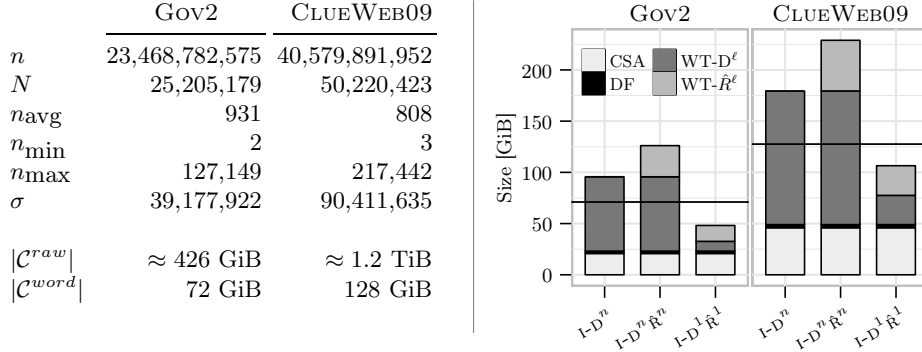 GOV2 CLUEWEB09
n 23,468,782,575 40,579,891,952
N 25,205,179 50,220,423
n_avg 931 808
n_min 2 3
n_max 127,149 217,442
σ 39,177,922 90,411,635
|𝒞^raw| ≈ 426 GiB ≈ 1.2 TiB
|𝒞^word| 72 GiB 128 GiB
GOV2 CLUEWEB09
CSA WT-D^ℓ
DF WT-R̂^ℓ
Size [GiB]
200
150
100
50
0
I-D^n I-D^n R̂^n I-D^1 R̂^1 I-D^n I-D^n R̂^n I-D^1 R̂^1